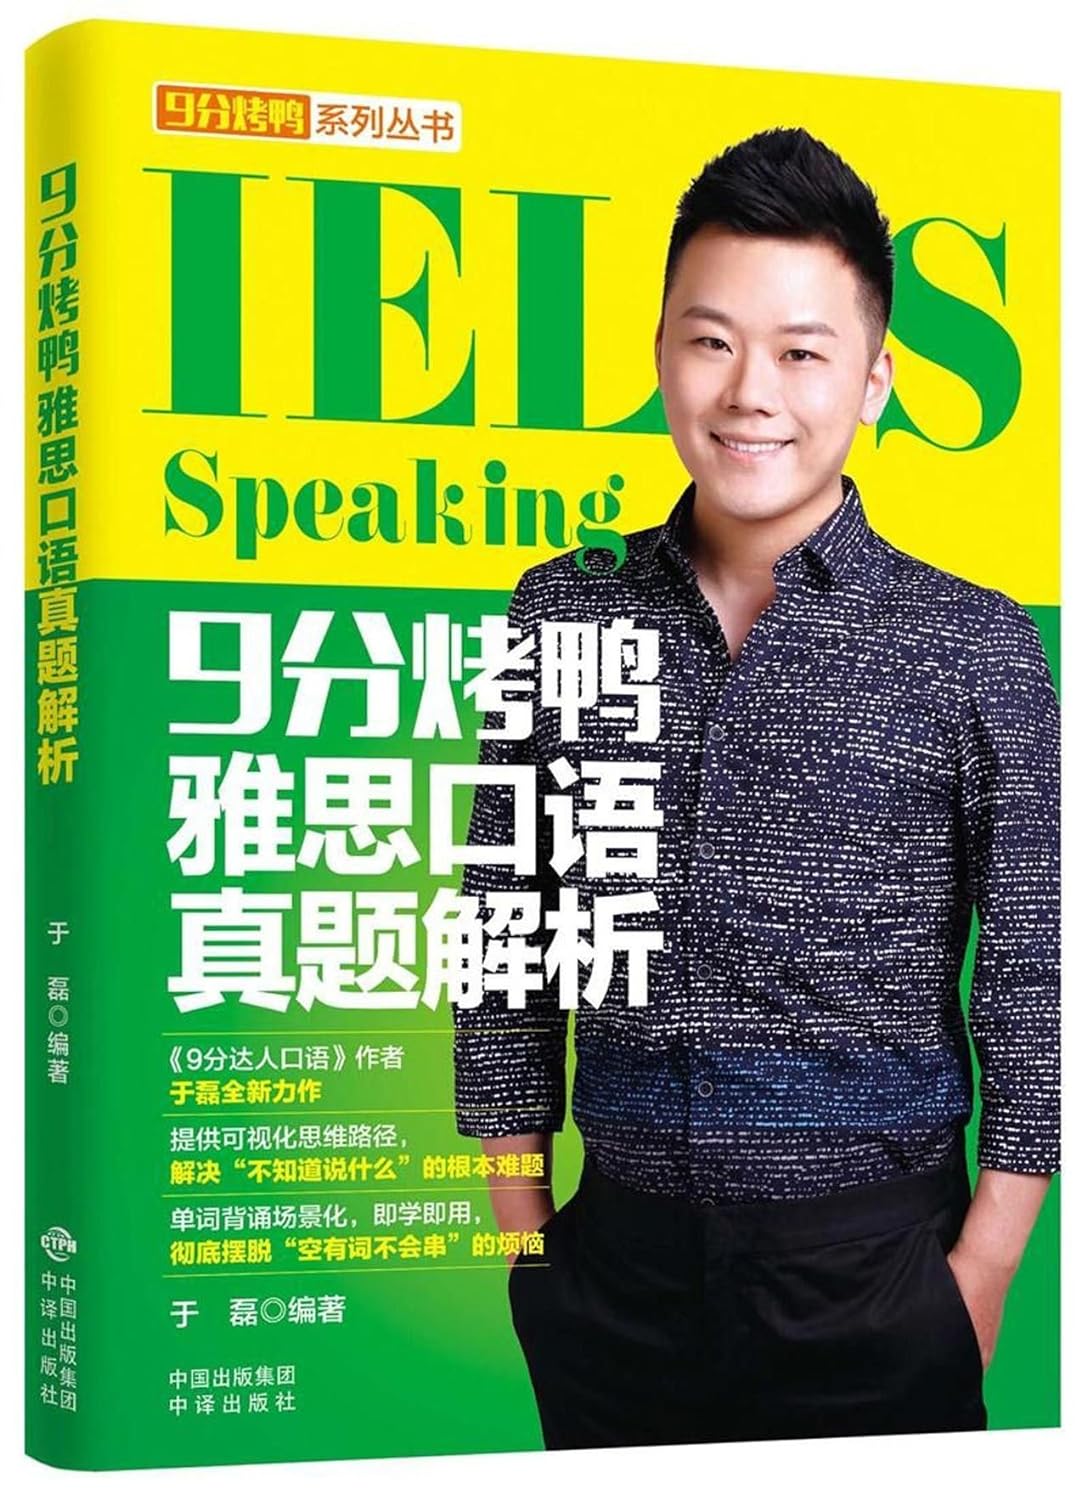 9分烤鸭 系列丛书
IELTS
Speaking
9分烤鸭
雅思口语
真题解析
《9分达人口语》作者
于磊全新力作
提供可视化思维路径,
解决“不知道说什么”的根本难题
单词背诵场景化,即学即用,
彻底摆脱“空有词不会串”的烦恼
于 磊◎编著
中国出版集团
中译出版社
9分烤鸭雅思口语真题解析
于 磊◎编著
CTPH
中国出版集团
中译出版社